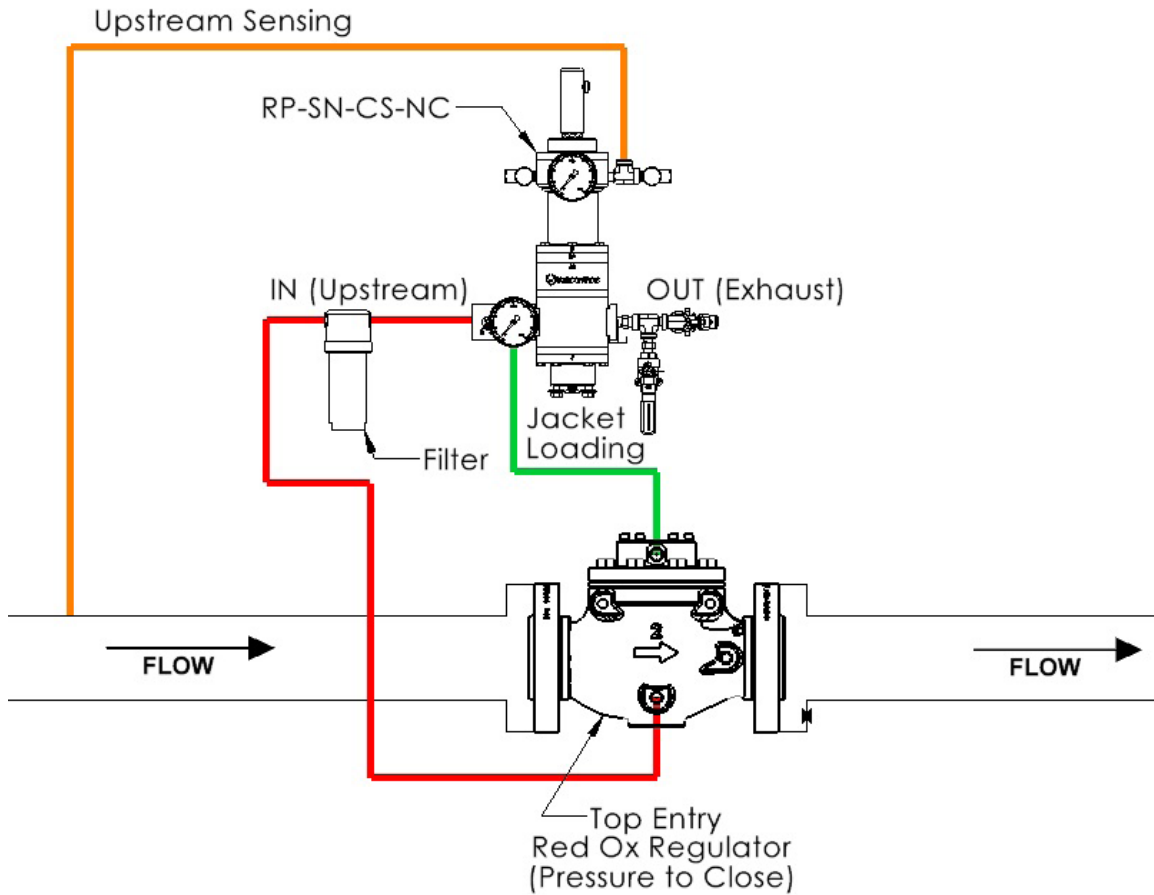 Upstream Sensing
RP-SN-CS-NC
IN (Upstream)
OUT (Exhaust)
Jacket
Loading
Filter
FLOW
FLOW
Top Entry
Red Ox Regulator
(Pressure to Close)